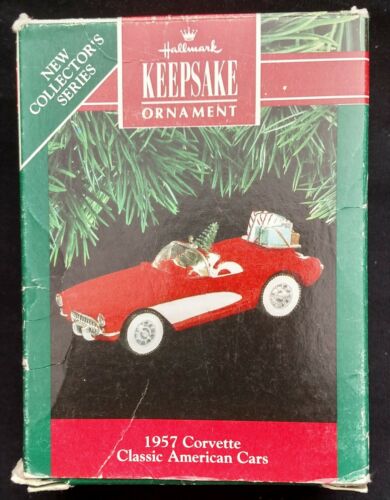 NEW
COLLECTOR'S
SERIES
Hallmark
KEEPSAKE
ORNAMENT
1957 Corvette
Classic American Cars